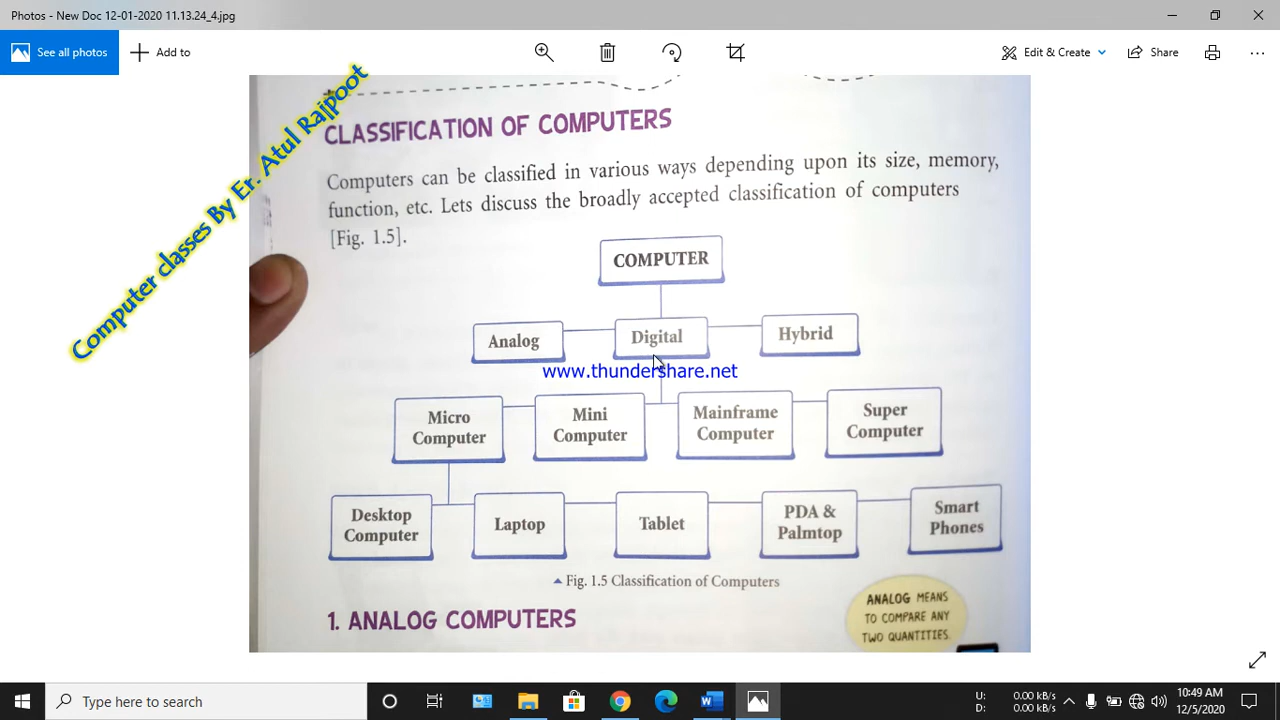 Photos - New Doc 12-01-2020 11.13.24_4.jpg
See all photos
Add to
Edit & Create
Share
Computer classes By Er. Atul Rajpoot
CLASSIFICATION OF COMPUTERS
Computers can be classified in various ways depending upon its size, memory,
function, etc. Lets discuss the broadly accepted classification of computers
[Fig. 1.5].
COMPUTER
Analog
Digital
Hybrid
www.thundershare.net
Micro
Computer
Mini
Computer
Mainframe
Computer
Super
Computer
Desktop
Computer
Laptop
Tablet
PDA &
Palmtop
Smart
Phones
Fig. 1.5 Classification of Computers
1. ANALOG COMPUTERS
ANALOG MEANS
TO COMPARE ANY
TWO QUANTITIES.
Type here to search
U: 0.00 kB/s
D: 0.00 kB/s
10:49 AM
12/5/2020